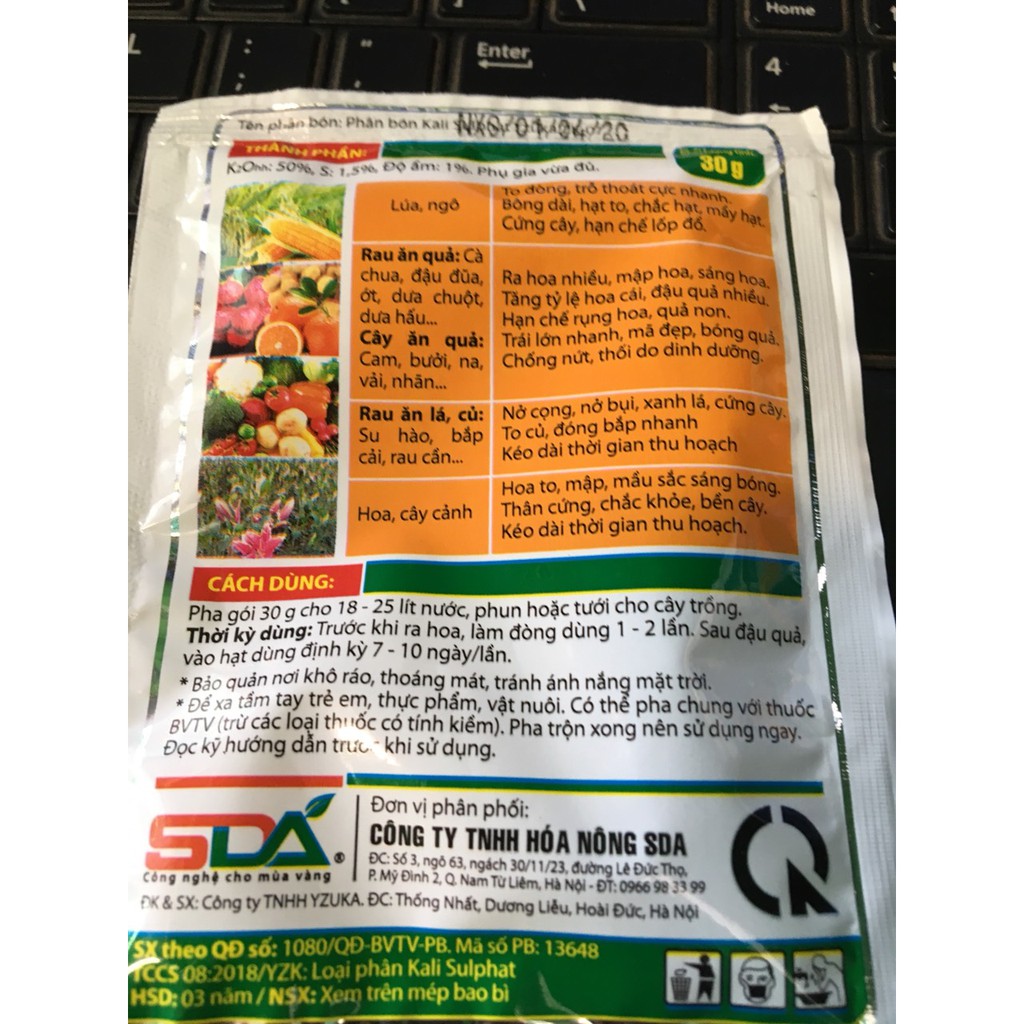 Home
Enter
4
L
Tên phân bón: Phân bón Kali
NX0/01/04/20
THÀNH PHẦN:
K₂Ohh: 50%, S: 1,5%, Độ ẩm: 1%. Phụ gia vừa đủ.
30 g
Lúa, ngô
To đòng, trỗ thoát cực nhanh.
Bông dài, hạt to, chắc hạt, mẩy hạt.
Cứng cây, hạn chế lốp đổ.
Rau ăn quả: Cà
chua, đậu đũa,
ớt, dưa chuột,
dưa hấu...
Cây ăn quả:
Cam, bưởi, na,
vải, nhãn...
Ra hoa nhiều, mập hoa, sáng hoa.
Tăng tỷ lệ hoa cái, đậu quả nhiều.
Hạn chế rụng hoa, quả non.
Trái lớn nhanh, mã đẹp, bóng quả.
Chống nứt, thối do dinh dưỡng.
Rau ăn lá, củ:
Su hào, bắp
cải, rau cần...
Nở cọng, nở bụi, xanh lá, cứng cây.
To củ, đóng bắp nhanh
Kéo dài thời gian thu hoạch
Hoa, cây cảnh
Hoa to, mập, mầu sắc sáng bóng.
Thân cứng, chắc khỏe, bền cây.
Kéo dài thời gian thu hoạch.
CÁCH DÙNG:
Pha gói 30 g cho 18 - 25 lít nước, phun hoặc tưới cho cây trồng.
Thời kỳ dùng: Trước khi ra hoa, làm đòng dùng 1 - 2 lần. Sau đậu quả,
vào hạt dùng định kỳ 7 - 10 ngày/lần.
* Bảo quản nơi khô ráo, thoáng mát, tránh ánh nắng mặt trời.
* Để xa tầm tay trẻ em, thực phẩm, vật nuôi. Có thể pha chung với thuốc
BVTV (trừ các loại thuốc có tính kiềm). Pha trộn xong nên sử dụng ngay.
Đọc kỹ hướng dẫn trước khi sử dụng.
SDA ®
Công nghệ cho mùa vàng
Đơn vị phân phối:
CÔNG TY TNHH HÓA NÔNG SDA
ĐC: Số 3, ngõ 63, ngách 30/11/23, đường Lê Đức Thọ,
P. Mỹ Đình 2, Q. Nam Từ Liêm, Hà Nội - ĐT: 0966 98 33 99
ĐK & SX: Công ty TNHH YZUKA. ĐC: Thống Nhất, Dương Liễu, Hoài Đức, Hà Nội
SX theo QĐ số: 1080/QĐ-BVTV-PB. Mã số PB: 13648
TCCS 08:2018/YZK: Loại phân Kali Sulphat
HSD: 03 năm / NSX: Xem trên mép bao bì